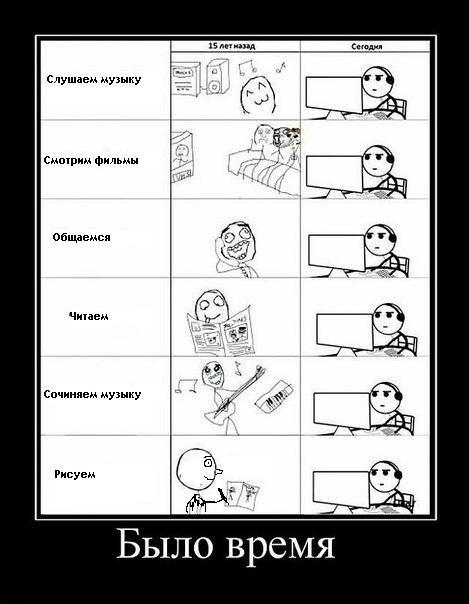 15 лет назад
Сегодня
Слушаем музыку
Смотрим фильмы
Общаемся
Читаем
Сочиняем музыку
Рисуем
Было время